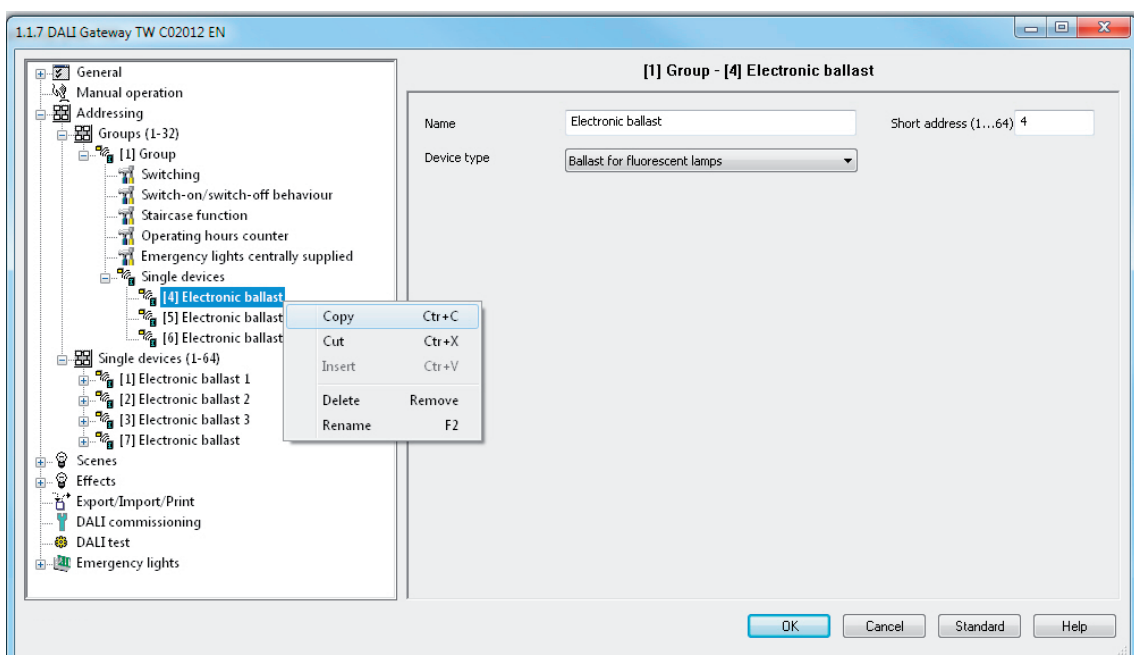 1.1.7 DALI Gateway TW C02012 EN
General
Manual operation
Addressing
Groups (1-32)
[1] Group
Switching
Switch-on/switch-off behaviour
Staircase function
Operating hours counter
Emergency lights centrally supplied
Single devices
[4] Electronic ballast
[5] Electronic ballast
[6] Electronic ballast
Single devices (1-64)
[1] Electronic ballast 1
[2] Electronic ballast 2
[3] Electronic ballast 3
[7] Electronic ballast
Scenes
Effects
Export/Import/Print
DALI commissioning
DALI test
Emergency lights
Copy Ctr+C
Cut Ctr+X
Insert Ctr+V
Delete Remove
Rename F2
[1] Group - [4] Electronic ballast
Name Electronic ballast Short address (1...64) 4
Device type Ballast for fluorescent lamps
OK Cancel Standard Help